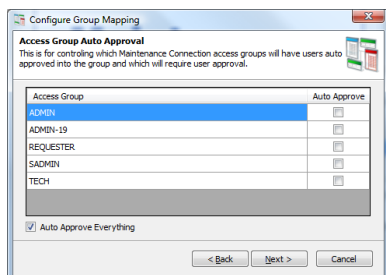 Configure Group Mapping
Access Group Auto Approval
This is for controling which Maintenance Connection access groups will have users auto
approved into the group and which will require user approval.
Access Group Auto Approve
ADMIN
ADMIN-19
REQUESTER
SADMIN
TECH
Auto Approve Everything
< Back Next > Cancel